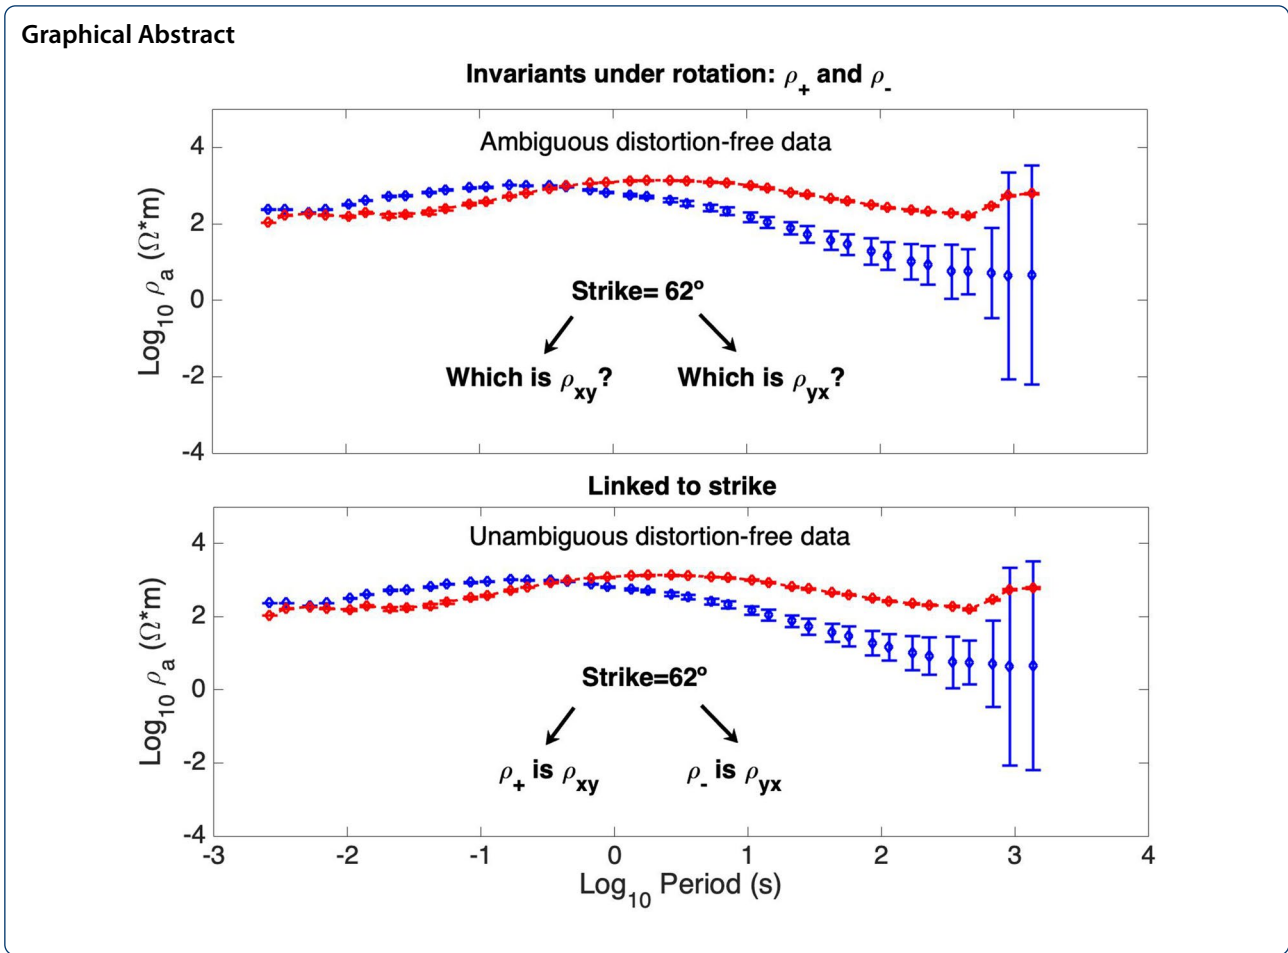 Graphical Abstract
Invariants under rotation: ρ+ and ρ-
Ambiguous distortion-free data
4
2
0
-2
-4
Log10 ρa (Ω*m)
Strike= 62º
Which is ρxy? Which is ρyx?
Linked to strike
Unambiguous distortion-free data
4
2
0
-2
-4
Log10 ρa (Ω*m)
Strike=62º
ρ+ is ρxy ρ- is ρyx
-3 -2 -1 0 1 2 3 4
Log10 Period (s)